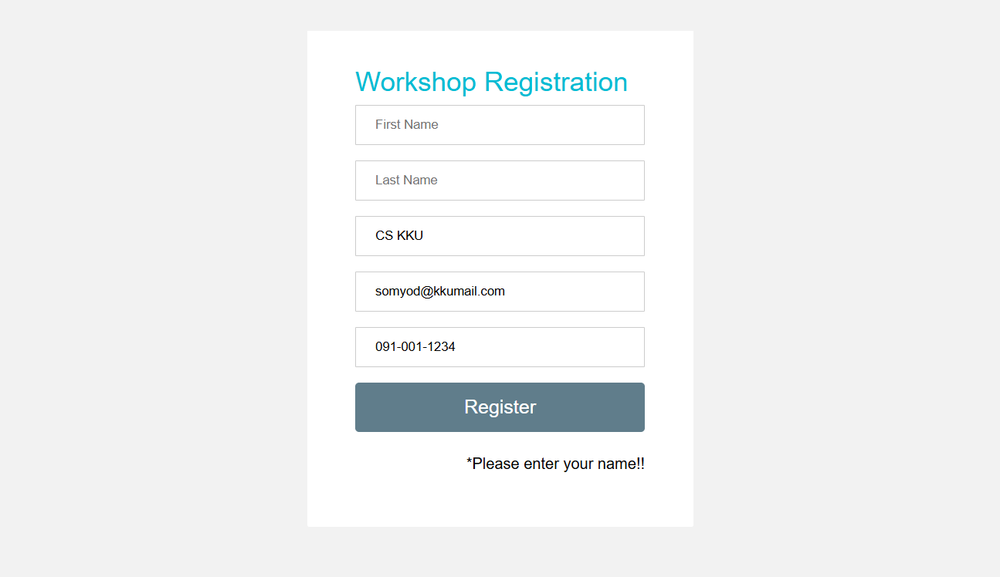 Workshop Registration
First Name
Last Name
CS KKU
somyod@kkumail.com
091-001-1234
Register
*Please enter your name!!